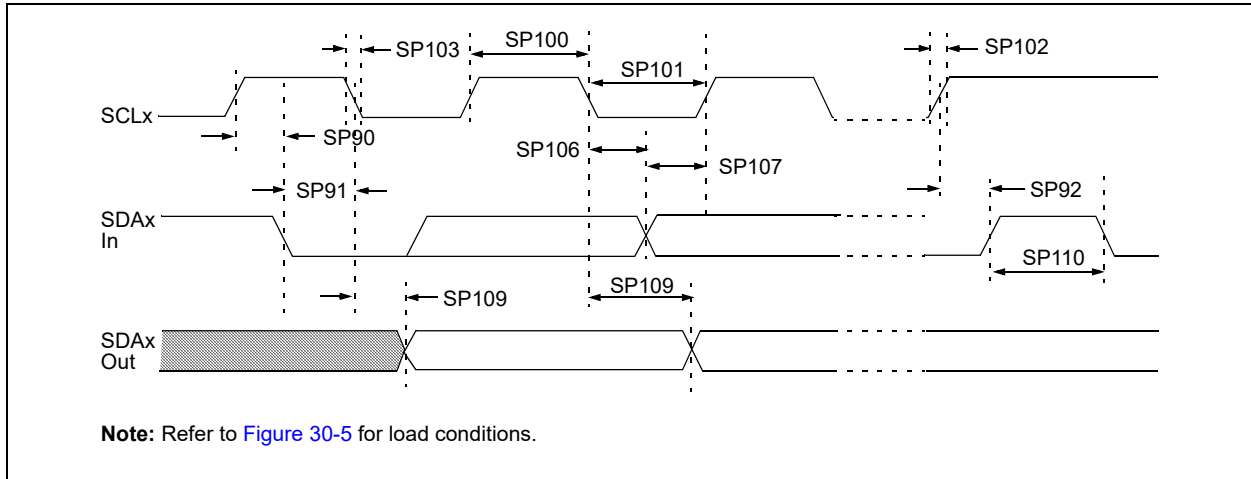 SP103
SP100
SP102
SP101
SCLx
SP90
SP106
SP107
SP91
SP92
SDAx
In
SP110
SP109
SP109
SDAx
Out
Note: Refer to Figure 30-5 for load conditions.